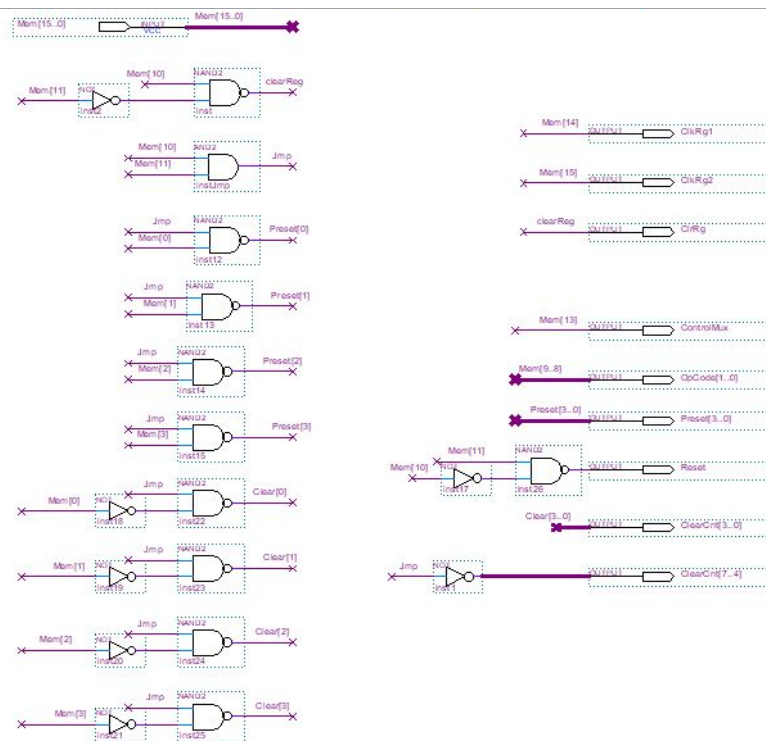 Mem[15..0]
INPUT
VCC
Mem[15..0]
Mem[10]
NAND2
clearReg
Mem[11]
NOT
inst2
inst
Mem[10]
AND2
Jmp
Mem[11]
instJmp
Jmp
NAND2
Preset[0]
Mem[0]
inst12
Jmp
NAND2
Preset[1]
Mem[1]
inst13
Jmp
NAND2
Preset[2]
Mem[2]
inst14
Jmp
NAND2
Preset[3]
Mem[3]
inst15
Jmp
NAND2
Clear[0]
Mem[0]
NOT
inst18
inst22
Jmp
NAND2
Clear[1]
Mem[1]
NOT
inst19
inst23
Jmp
NAND2
Clear[2]
Mem[2]
NOT
inst20
inst24
Jmp
NAND2
Clear[3]
Mem[3]
NOT
inst21
inst25
Mem[14]
OUTPUT
ClkRg1
Mem[15]
OUTPUT
ClkRg2
clearReg
OUTPUT
ClrRg
Mem[13]
OUTPUT
ControlMux
Mem[9..8]
OUTPUT
OpCode[1..0]
Preset[3..0]
OUTPUT
Preset[3..0]
Mem[11]
NAND2
Mem[10]
NOT
OUTPUT
Reset
inst17
inst26
Clear[3..0]
OUTPUT
ClearCnt[3..0]
Jmp
NOT
OUTPUT
ClearCnt[7..4]
inst1